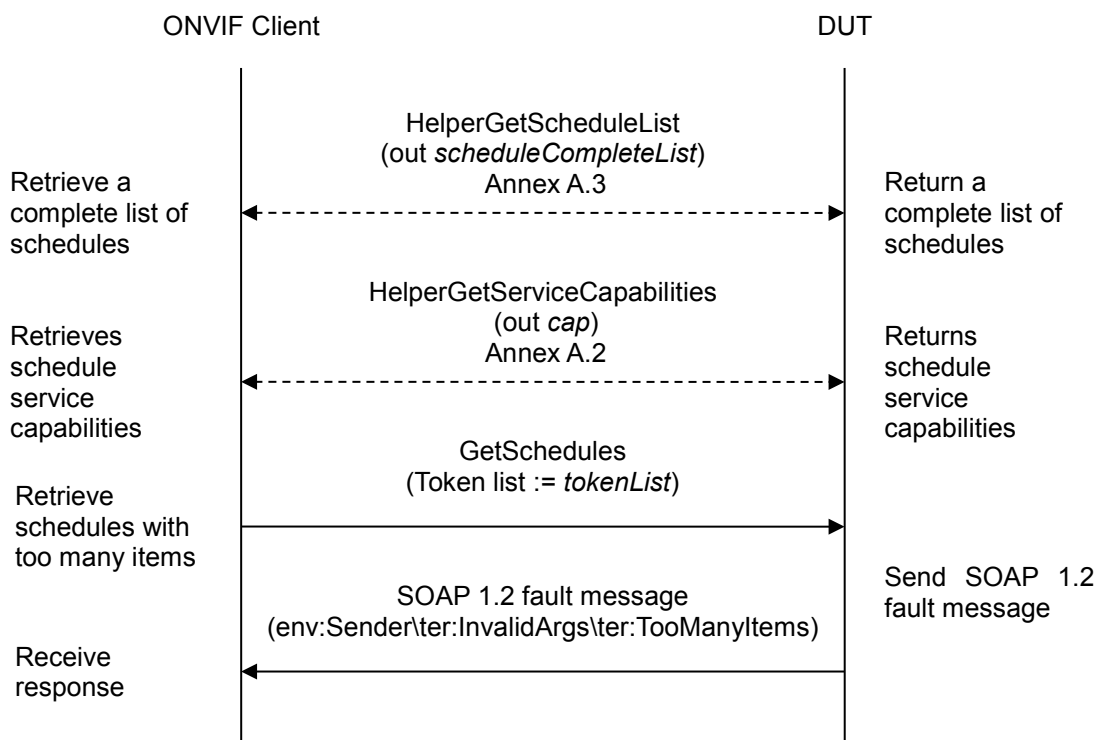 ONVIF Client
DUT
HelperGetScheduleList
(out scheduleCompleteList)
Annex A.3
Retrieve a
complete list of
schedules
Return a
complete list of
schedules
HelperGetServiceCapabilities
(out cap)
Annex A.2
Retrieves
schedule
service
capabilities
Returns
schedule
service
capabilities
GetSchedules
(Token list := tokenList)
Retrieve
schedules with
too many items
SOAP 1.2 fault message
(env:Sender\ter:InvalidArgs\ter:TooManyItems)
Send SOAP 1.2
fault message
Receive
response